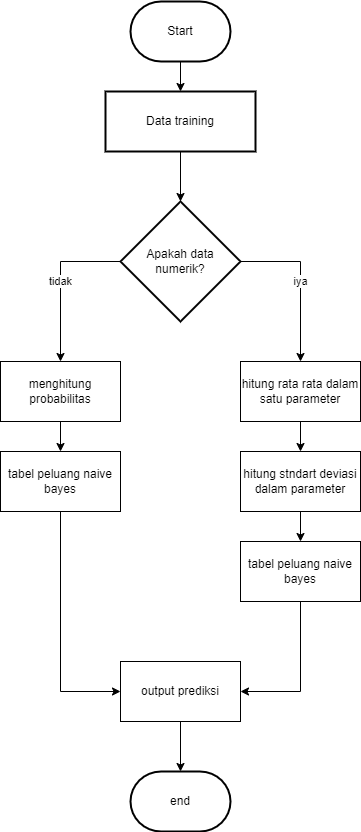 Start
Data training
Apakah data
numerik?
tidak
iya
menghitung
probabilitas
hitung rata rata dalam
satu parameter
tabel peluang naive
bayes
hitung stndart deviasi
dalam parameter
tabel peluang naive
bayes
output prediksi
end